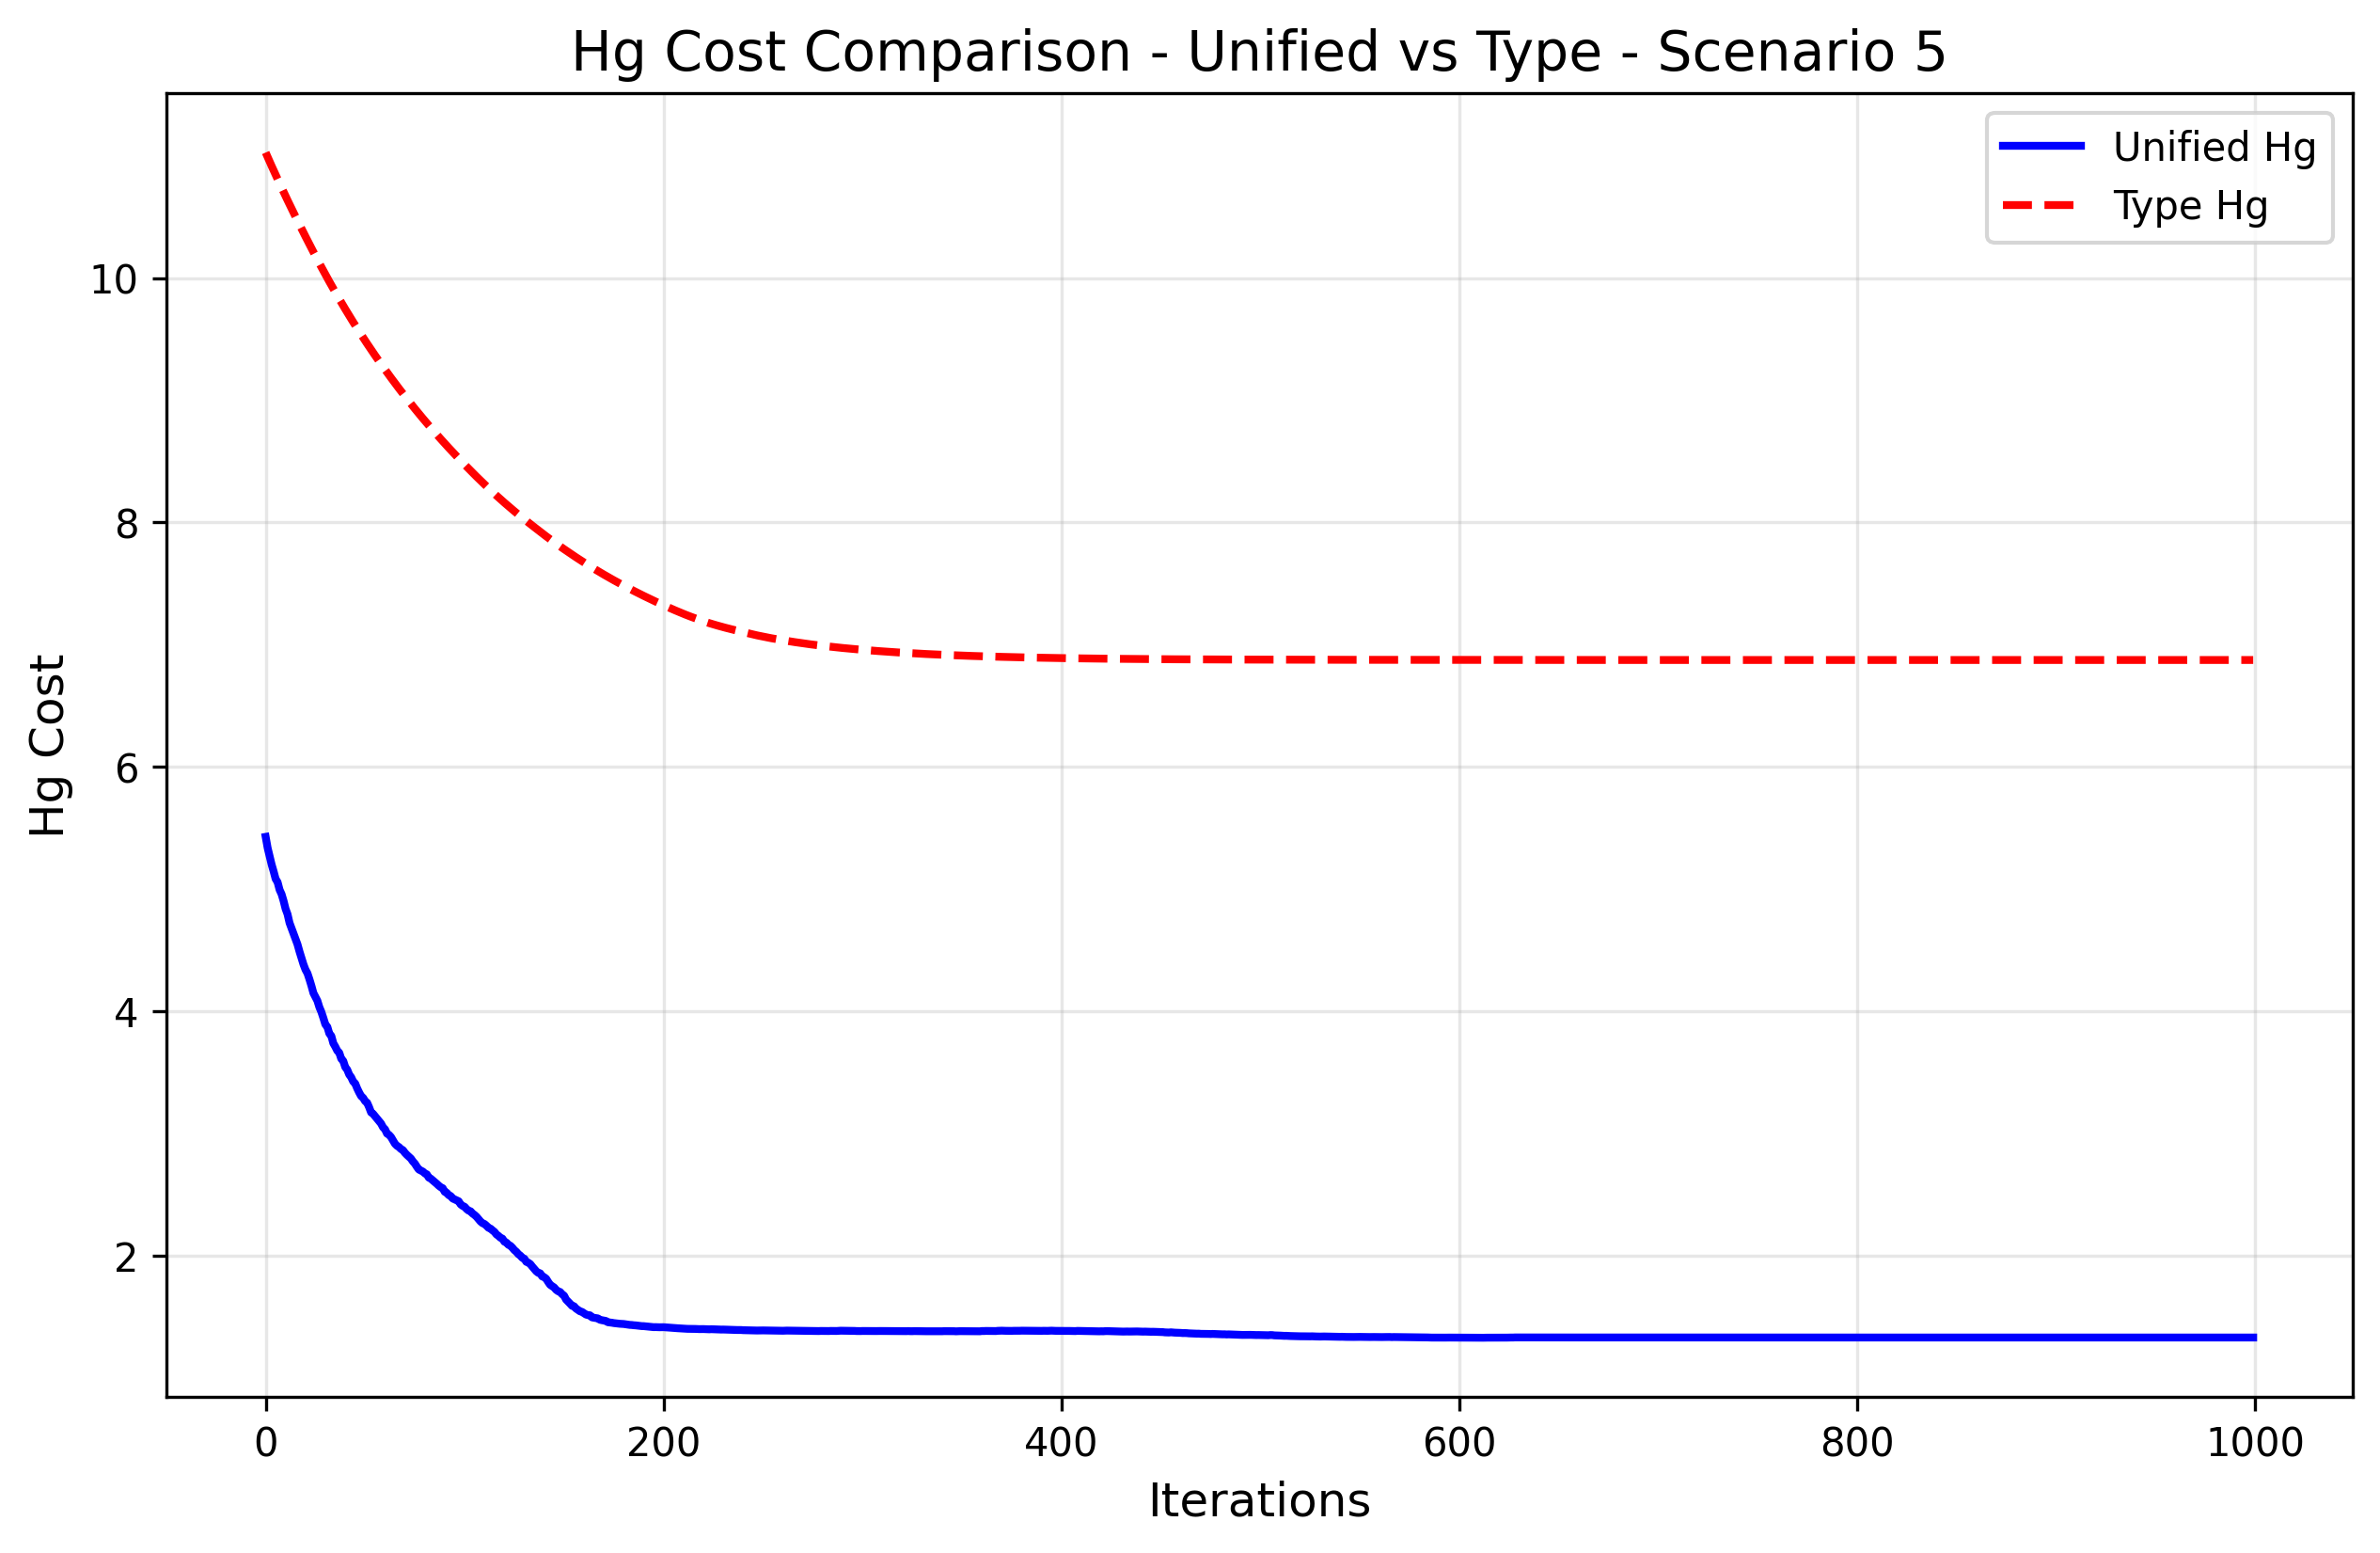 Hg Cost Comparison - Unified vs Type - Scenario 5
Unified Hg
Type Hg
Hg Cost
10
8
6
4
2
0 200 400 600 800 1000
Iterations